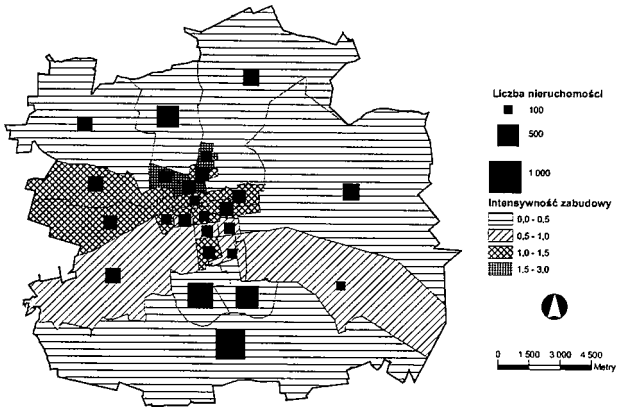 Liczba nieruchomości
100
500
1 000
Intensywność zabudowy
0,0 - 0,5
0,5 - 1,0
1,0 - 1,5
1,5 - 3,0
0 1 500 3 000 4 500
Metry